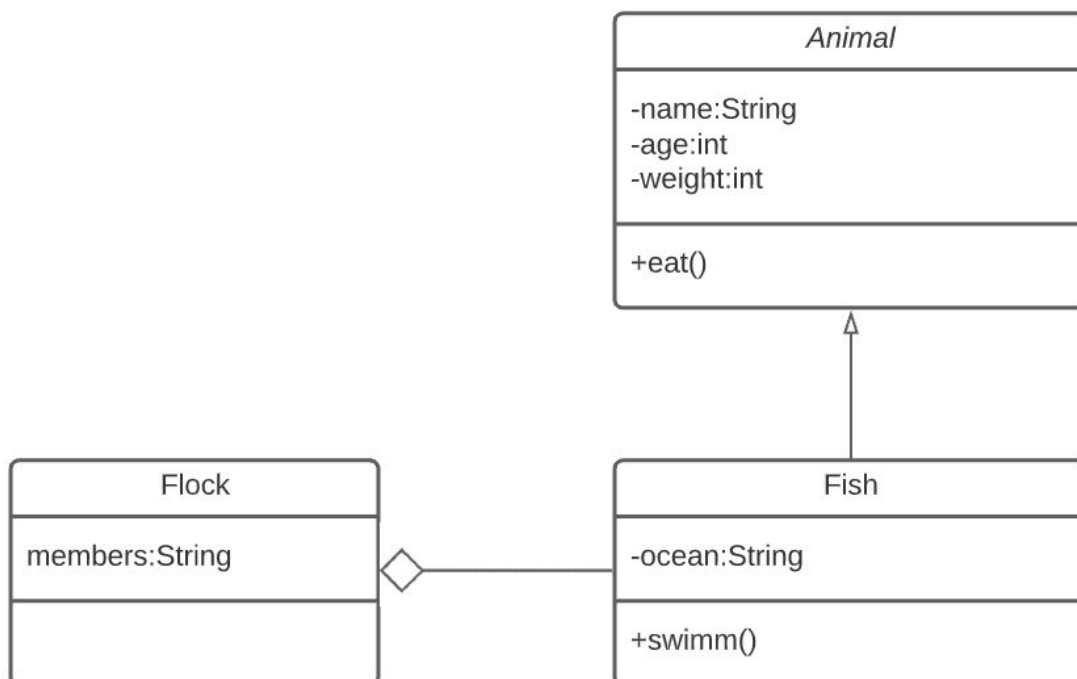 Animal
-name:String
-age:int
-weight:int
+eat()
Flock
members:String
Fish
-ocean:String
+swimm()